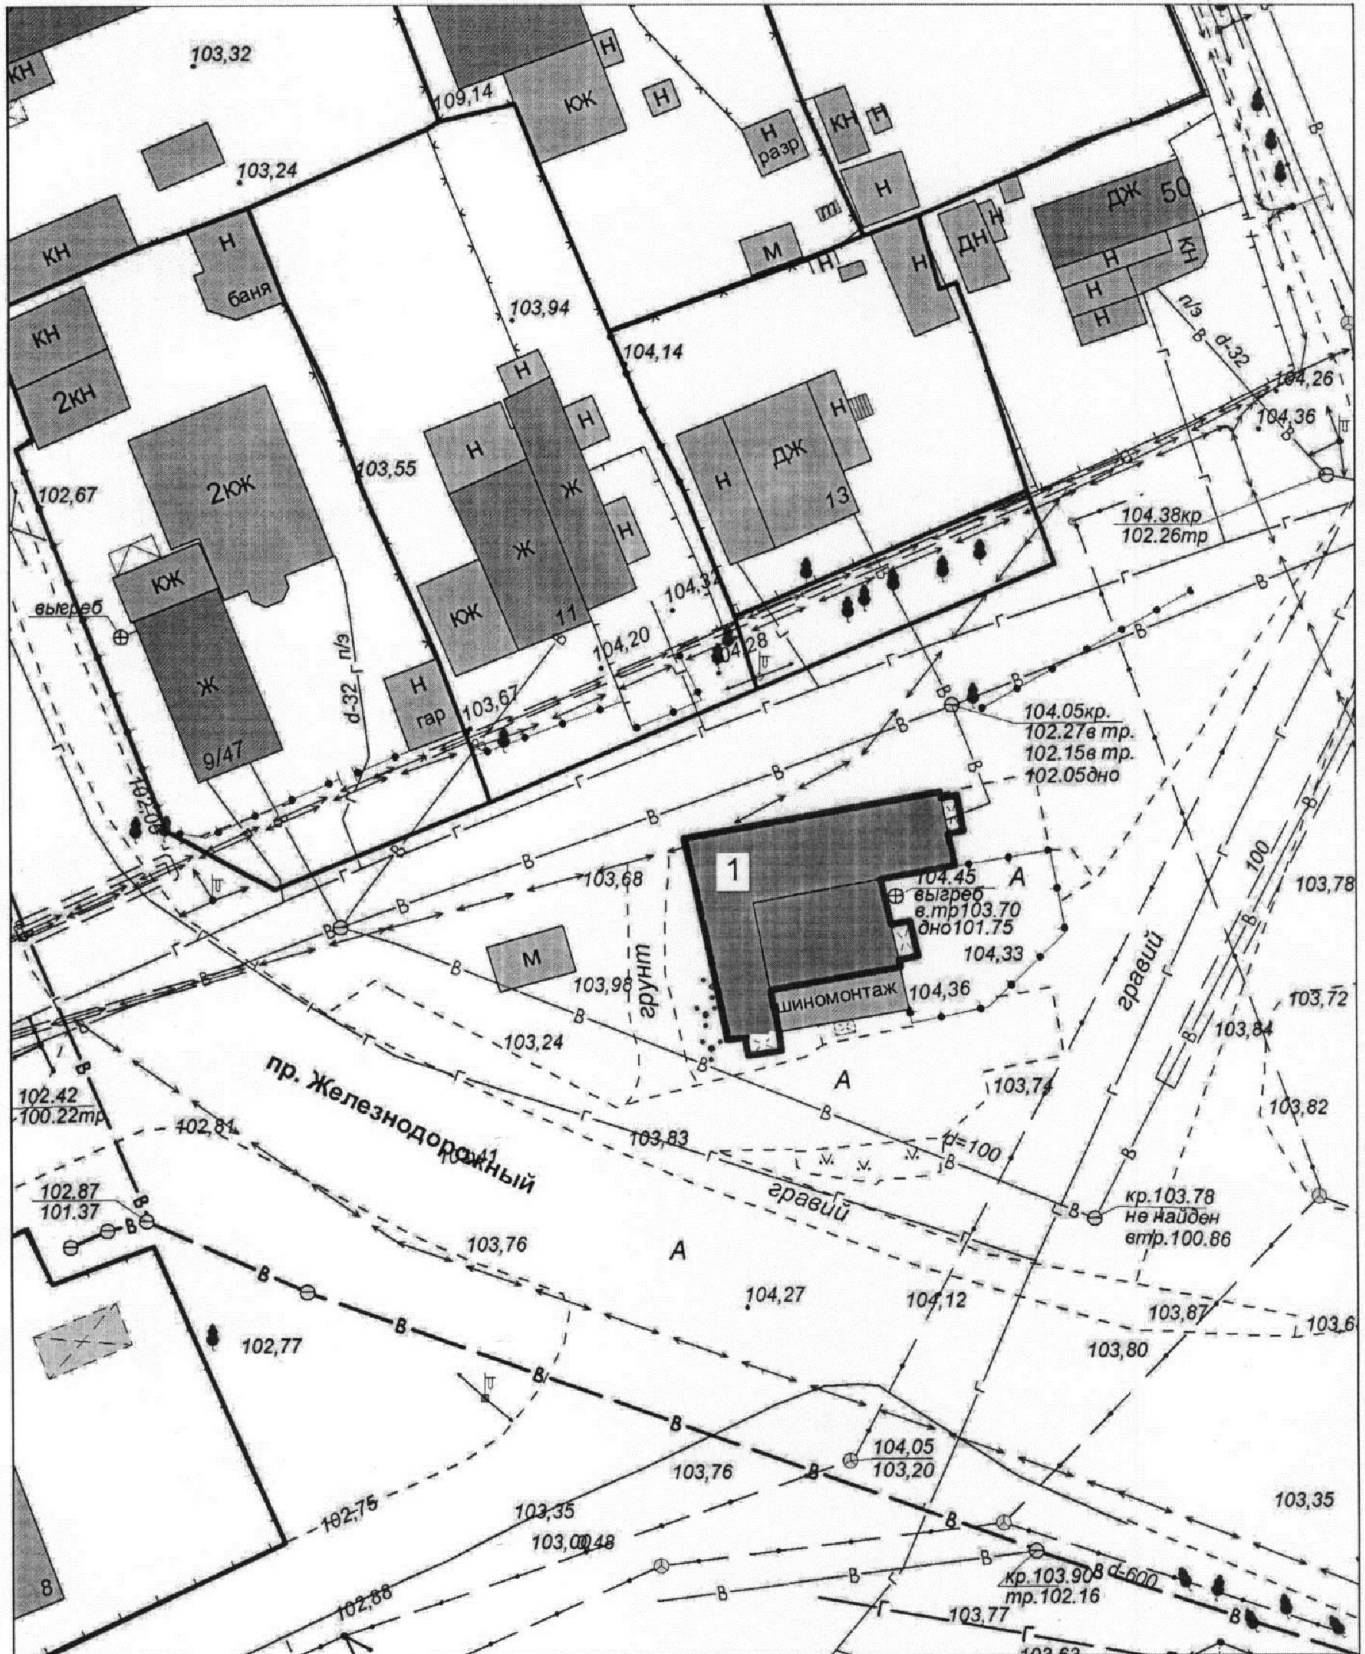 103,32
кн
109,14
юж
Н
Н
Н
разр
кн
Н
Н
103,24
кн
Н
баня
М
Н
Н
дн
Н
дж 50
Н
кн
Н
Н
кн
2кн
103,94
104,14
п/з
В
d-32
104,26
104,36
Н
Н
Н
103,55
2юж
102,67
ж
ж
Н
Н
дж
Н
13
104.38кр
102.26тр
юж
выгреб
ж
9/47
юж
11
104,20
104,28
d-32
п/з
Н
гар
103,67
104.05кр.
102.27в тр.
102.15в тр.
102.05дно
1
103,68
104.45
выгреб
в.тр103.70
дно101.75
А
100
103,78
М
103,98
грунт
104,33
гравий
шиномонтаж
104,36
103,72
103,84
103,24
пр. Железнодорожный
А
103,74
103,82
102.42
100.22тр
102,81
103,83
d=100
гравий
102.87
101.37
кр.103.78
не найден
втр.100.86
103,76
А
104,27
104,12
103,87
103,80
102,77
104,05
103,20
103,76
103,35
103,35
102,75
кр.103.90
тр.102.16
d-600
8
102,88
103,77